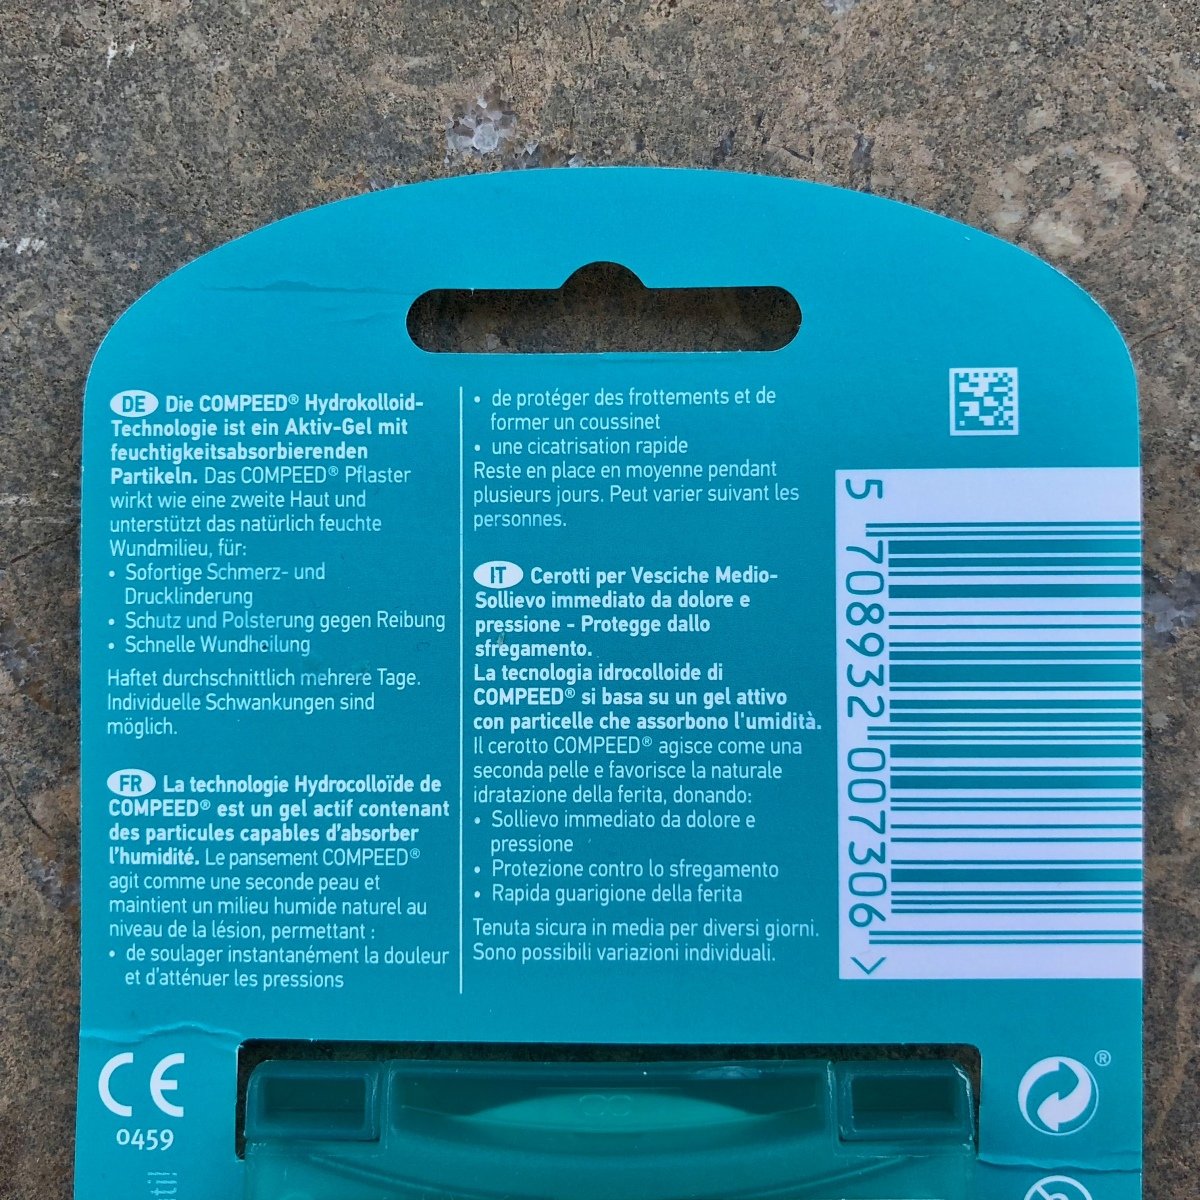 DE Die COMPEED® Hydrokolloid-
Technologie ist ein Aktiv-Gel mit
feuchtigkeitsabsorbierenden
Partikeln. Das COMPEED® Pflaster
wirkt wie eine zweite Haut und
unterstützt das natürlich feuchte
Wundmilieu, für:
• Sofortige Schmerz- und
Drucklinderung
• Schutz und Polsterung gegen Reibung
• Schnelle Wundheilung
Haftet durchschnittlich mehrere Tage.
Individuelle Schwankungen sind
möglich.
FR La technologie Hydrocolloïde de
COMPEED® est un gel actif contenant
des particules capables d’absorber
l’humidité. Le pansement COMPEED®
agit comme une seconde peau et
maintient un milieu humide naturel au
niveau de la lésion, permettant :
• de soulager instantanément la douleur
et d’atténuer les pressions
• de protéger des frottements et de
former un coussinet
• une cicatrisation rapide
Reste en place en moyenne pendant
plusieurs jours. Peut varier suivant les
personnes.
IT Cerotti per Vesciche Medio-
Sollievo immediato da dolore e
pressione - Protegge dallo
sfregamento.
La tecnologia idrocolloide di
COMPEED® si basa su un gel attivo
con particelle che assorbono l'umidità.
Il cerotto COMPEED® agisce come una
seconda pelle e favorisce la naturale
idratazione della ferita, donando:
• Sollievo immediato da dolore e
pressione
• Protezione contro lo sfregamento
• Rapida guarigione della ferita
Tenuta sicura in media per diversi giorni.
Sono possibili variazioni individuali.
5 708932 007306 >
CE
0459
®